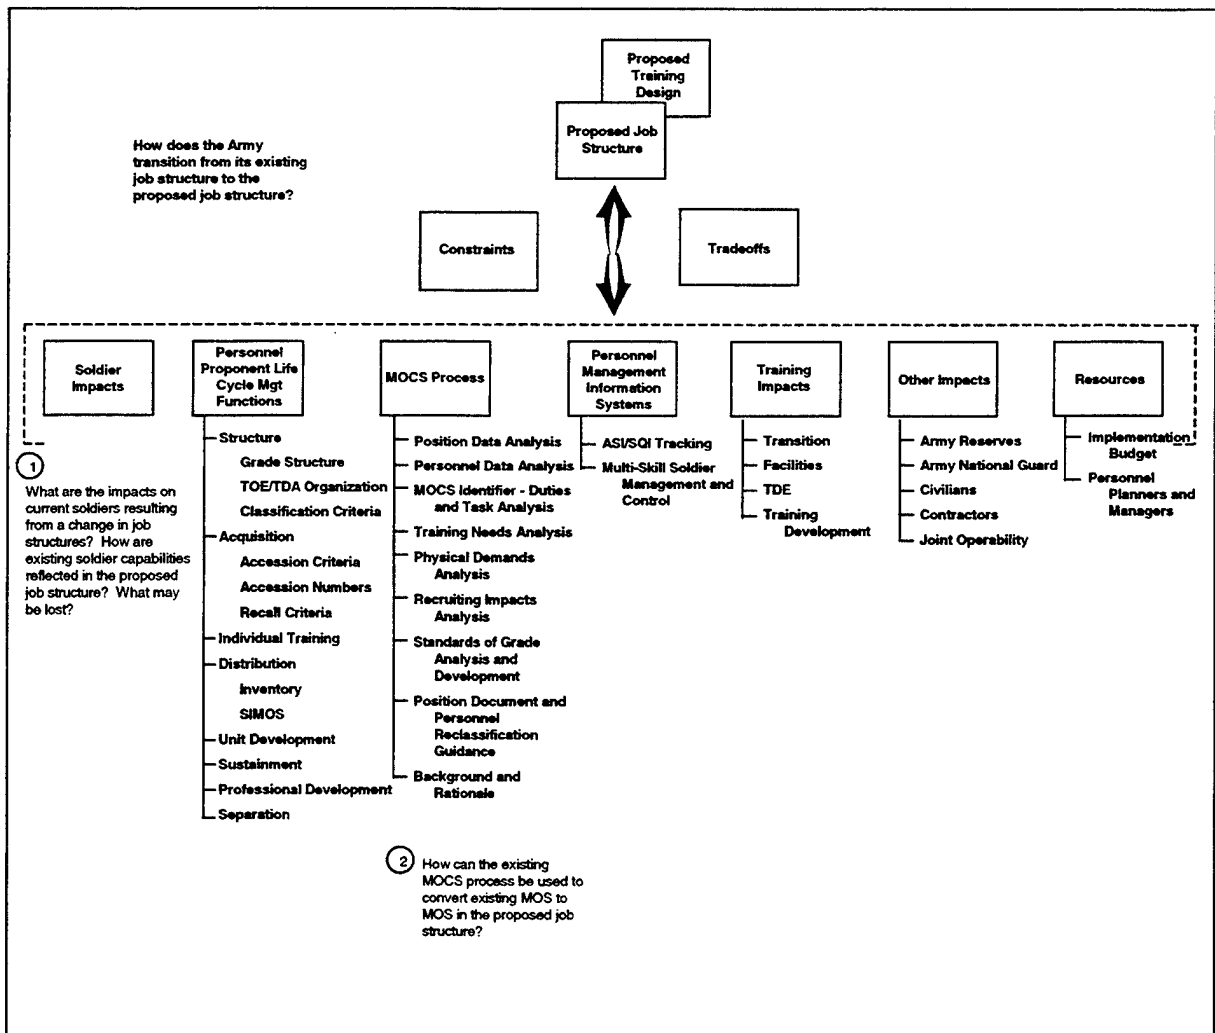 Proposed
Training
Design
Proposed Job
Structure
How does the Army
transition from its existing
job structure to the
proposed job structure?
Constraints
Tradeoffs
Soldier
Impacts
Personnel
Proponent Life
Cycle Mgt
Functions
MOCS Process
Personnel
Management
Information
Systems
Training
Impacts
Other Impacts
Resources
1
What are the impacts on
current soldiers resulting
from a change in job
structures? How are
existing soldier capabilities
reflected in the proposed
job structure? What may
be lost?
Structure
Grade Structure
TOE/TDA Organization
Classification Criteria
Acquisition
Accession Criteria
Accession Numbers
Recall Criteria
Individual Training
Distribution
Inventory
SIMOS
Unit Development
Sustainment
Professional Development
Separation
Position Data Analysis
Personnel Data Analysis
MOCS Identifier - Duties
and Task Analysis
Training Needs Analysis
Physical Demands
Analysis
Recruiting Impacts
Analysis
Standards of Grade
Analysis and
Development
Position Document and
Personnel
Reclassification
Guidance
Background and
Rationale
ASI/SQI Tracking
Multi-Skill Soldier
Management and
Control
Transition
Facilities
TDE
Training
Development
Army Reserves
Army National Guard
Civilians
Contractors
Joint Operability
Implementation
Budget
Personnel
Planners and
Managers
2
How can the existing
MOCS process be used to
convert existing MOS to
MOS in the proposed job
structure?